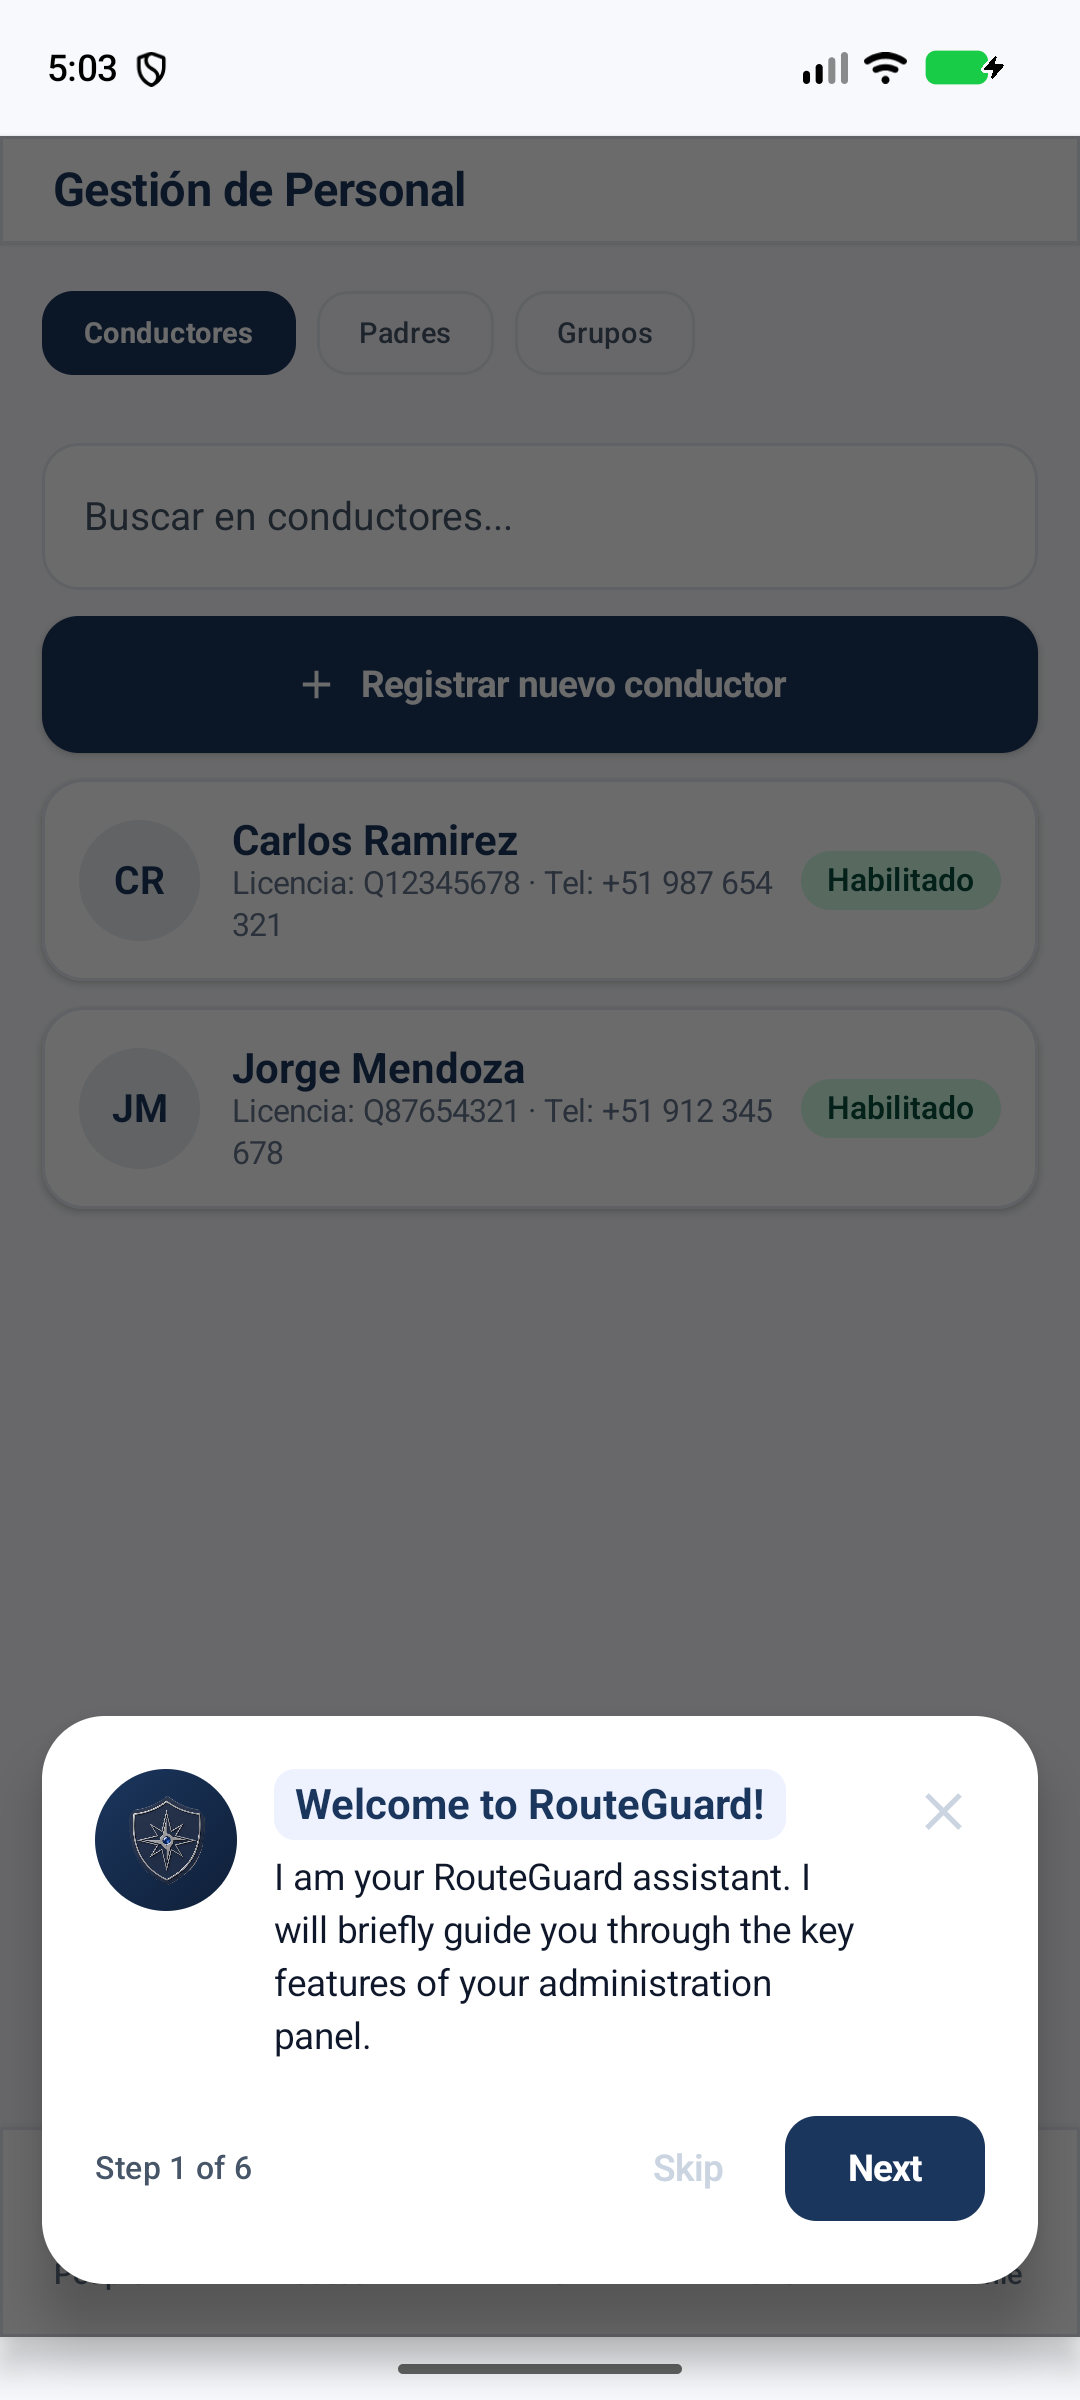 5:03
Gestión de Personal
Conductores
Padres
Grupos
Buscar en conductores...
+ Registrar nuevo conductor
CR
Carlos Ramirez
Licencia: Q12345678 · Tel: +51 987 654
321
Habilitado
JM
Jorge Mendoza
Licencia: Q87654321 · Tel: +51 912 345
678
Habilitado
Welcome to RouteGuard!
I am your RouteGuard assistant. I
will briefly guide you through the key
features of your administration
panel.
Step 1 of 6
Skip
Next